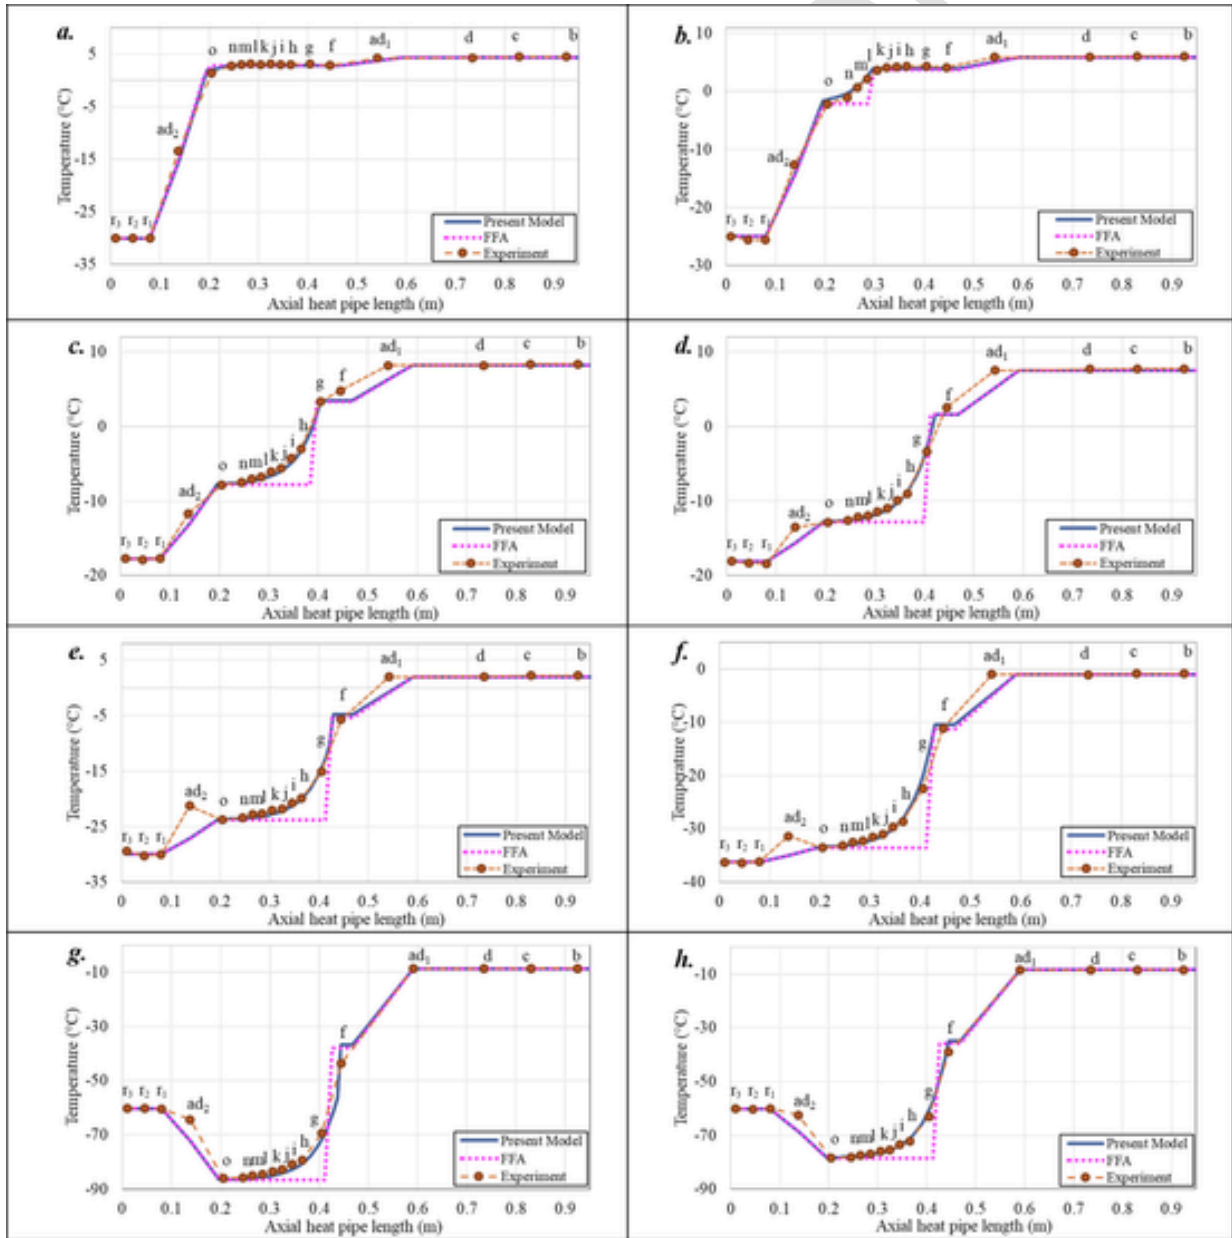 a.
5
-5
-15
-25
-35
Temperature (°C)
r3 r2 r1
ad2
o
n m l k j i h g f
ad1
d
c
b
Present Model
FFA
Experiment
0 0.1 0.2 0.3 0.4 0.5 0.6 0.7 0.8 0.9
Axial heat pipe length (m)
b.
10
0
-10
-20
-30
Temperature (°C)
r3 r2 r1
ad2
o
n
m
l
k j i h g f
ad1
d
c
b
Present Model
FFA
Experiment
0 0.1 0.2 0.3 0.4 0.5 0.6 0.7 0.8 0.9
Axial heat pipe length (m)
c.
10
0
-10
-20
Temperature (°C)
r3 r2 r1
ad2
o
n m l k j i h
g
f
ad1
d
c
b
Present Model
FFA
Experiment
0 0.1 0.2 0.3 0.4 0.5 0.6 0.7 0.8 0.9
Axial heat pipe length (m)
d.
10
0
-10
-20
Temperature (°C)
r3 r2 r1
ad2
o
n m l k j i h
g
f
ad1
d
c
b
Present Model
FFA
Experiment
0 0.1 0.2 0.3 0.4 0.5 0.6 0.7 0.8 0.9
Axial heat pipe length (m)
e.
5
-5
-15
-25
-35
Temperature (°C)
r3 r2 r1
ad2
o
n m l k j i h
g
f
ad1
d
c
b
Present Model
FFA
Experiment
0 0.1 0.2 0.3 0.4 0.5 0.6 0.7 0.8 0.9
Axial heat pipe length (m)
f.
0
-10
-20
-30
-40
Temperature (°C)
r3 r2 r1
ad2
o
n m l k j i h
g
f
ad1
d
c
b
Present Model
FFA
Experiment
0 0.1 0.2 0.3 0.4 0.5 0.6 0.7 0.8 0.9
Axial heat pipe length (m)
g.
-10
-30
-50
-70
-90
Temperature (°C)
r3 r2 r1
ad2
o
n m l k j i h
g
f
ad1
d
c
b
Present Model
FFA
Experiment
0 0.1 0.2 0.3 0.4 0.5 0.6 0.7 0.8 0.9
Axial heat pipe length (m)
h.
-10
-30
-50
-70
-90
Temperature (°C)
r3 r2 r1
ad2
o
n m l k j i h
g
f
ad1
d
c
b
Present Model
FFA
Experiment
0 0.1 0.2 0.3 0.4 0.5 0.6 0.7 0.8 0.9
Axial heat pipe length (m)